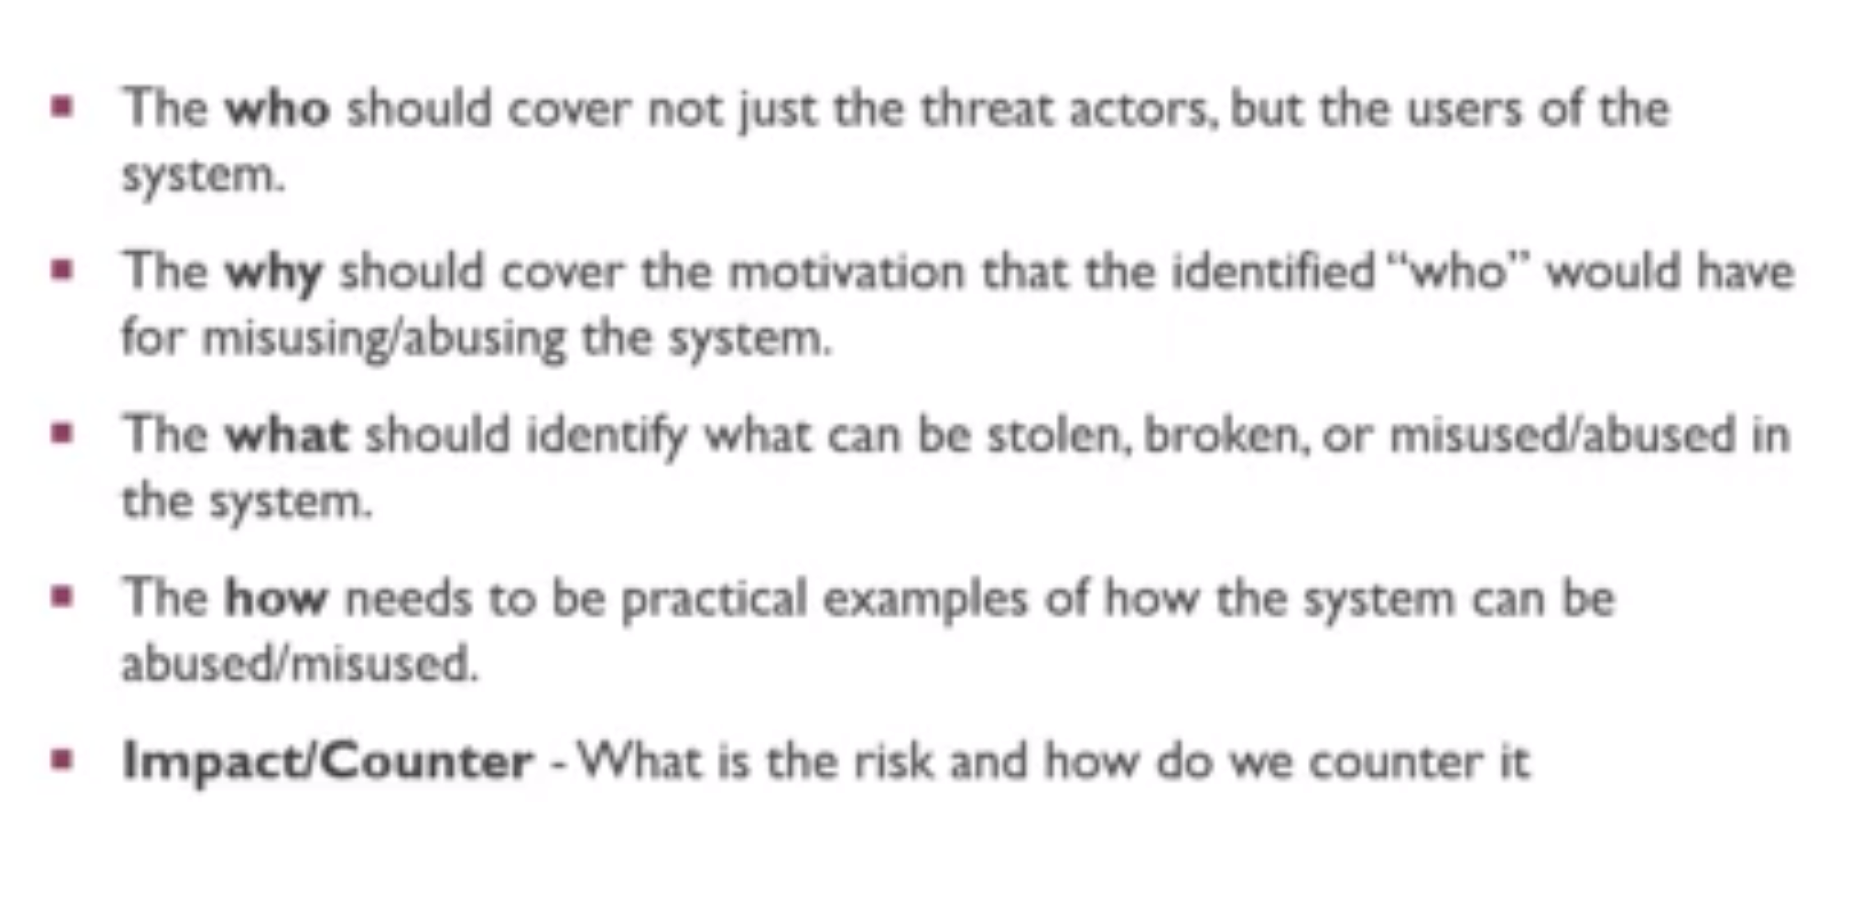 The who should cover not just the threat actors, but the users of the
system.
The why should cover the motivation that the identified “who” would have
for misusing/abusing the system.
The what should identify what can be stolen, broken, or misused/abused in
the system.
The how needs to be practical examples of how the system can be
abused/misused.
Impact/Counter - What is the risk and how do we counter it